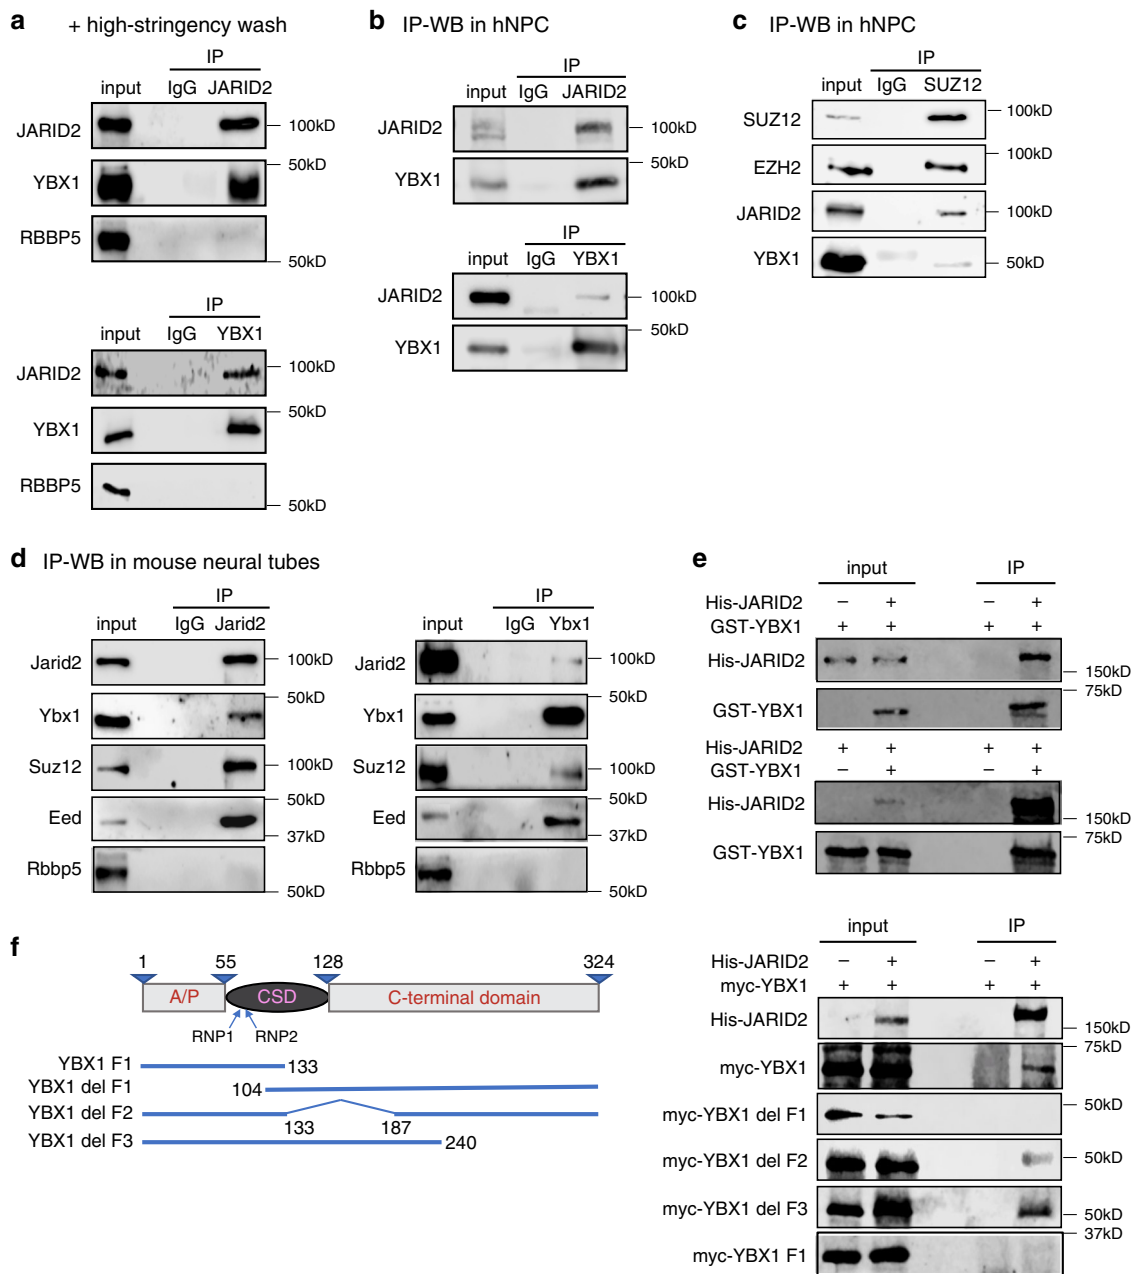 a + high-stringency wash
IP
input IgG JARID2
JARID2 100kD
50kD
YBX1
RBBP5
50kD
IP
input IgG YBX1
JARID2 100kD
50kD
YBX1
RBBP5
50kD
b IP-WB in hNPC
IP
input IgG JARID2
JARID2 100kD
50kD
YBX1
IP
input IgG YBX1
JARID2 100kD
50kD
YBX1
c IP-WB in hNPC
IP
input IgG SUZ12
SUZ12 100kD
100kD
EZH2
JARID2 100kD
YBX1 50kD
d IP-WB in mouse neural tubes
IP
input IgG Jarid2
Jarid2 100kD
50kD
Ybx1
Suz12 100kD
50kD
Eed
37kD
Rbbp5
50kD
IP
input IgG Ybx1
Jarid2 100kD
50kD
Ybx1
Suz12 100kD
50kD
Eed
37kD
Rbbp5
50kD
e
input IP
His-JARID2 – + – +
GST-YBX1 + + + +
His-JARID2
150kD
75kD
GST-YBX1
His-JARID2 + + + +
GST-YBX1 – + – +
His-JARID2
150kD
75kD
GST-YBX1
input IP
His-JARID2 – + – +
myc-YBX1 + + + +
His-JARID2
150kD
75kD
myc-YBX1
50kD
myc-YBX1 del F1
myc-YBX1 del F2 50kD
myc-YBX1 del F3
50kD
37kD
myc-YBX1 F1
f
1 55 128 324
A/P CSD C-terminal domain
RNP1 RNP2
YBX1 F1 133
YBX1 del F1 104
YBX1 del F2
133 187
YBX1 del F3 240